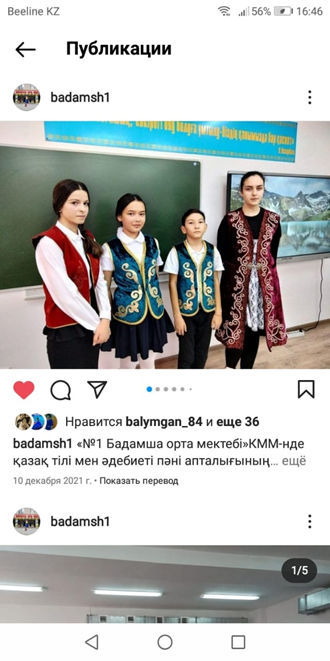 Beeline KZ
56%
16:46
Публикации
badamsh1
Нравится balymgan_84 и еще 36
badamsh1 «№1 Бадамша орта мектебі»КММ-нде
қазақ тілі мен әдебиеті пәні апталығының... ещё
10 декабря 2021 г. • Показать перевод
badamsh1
1/5